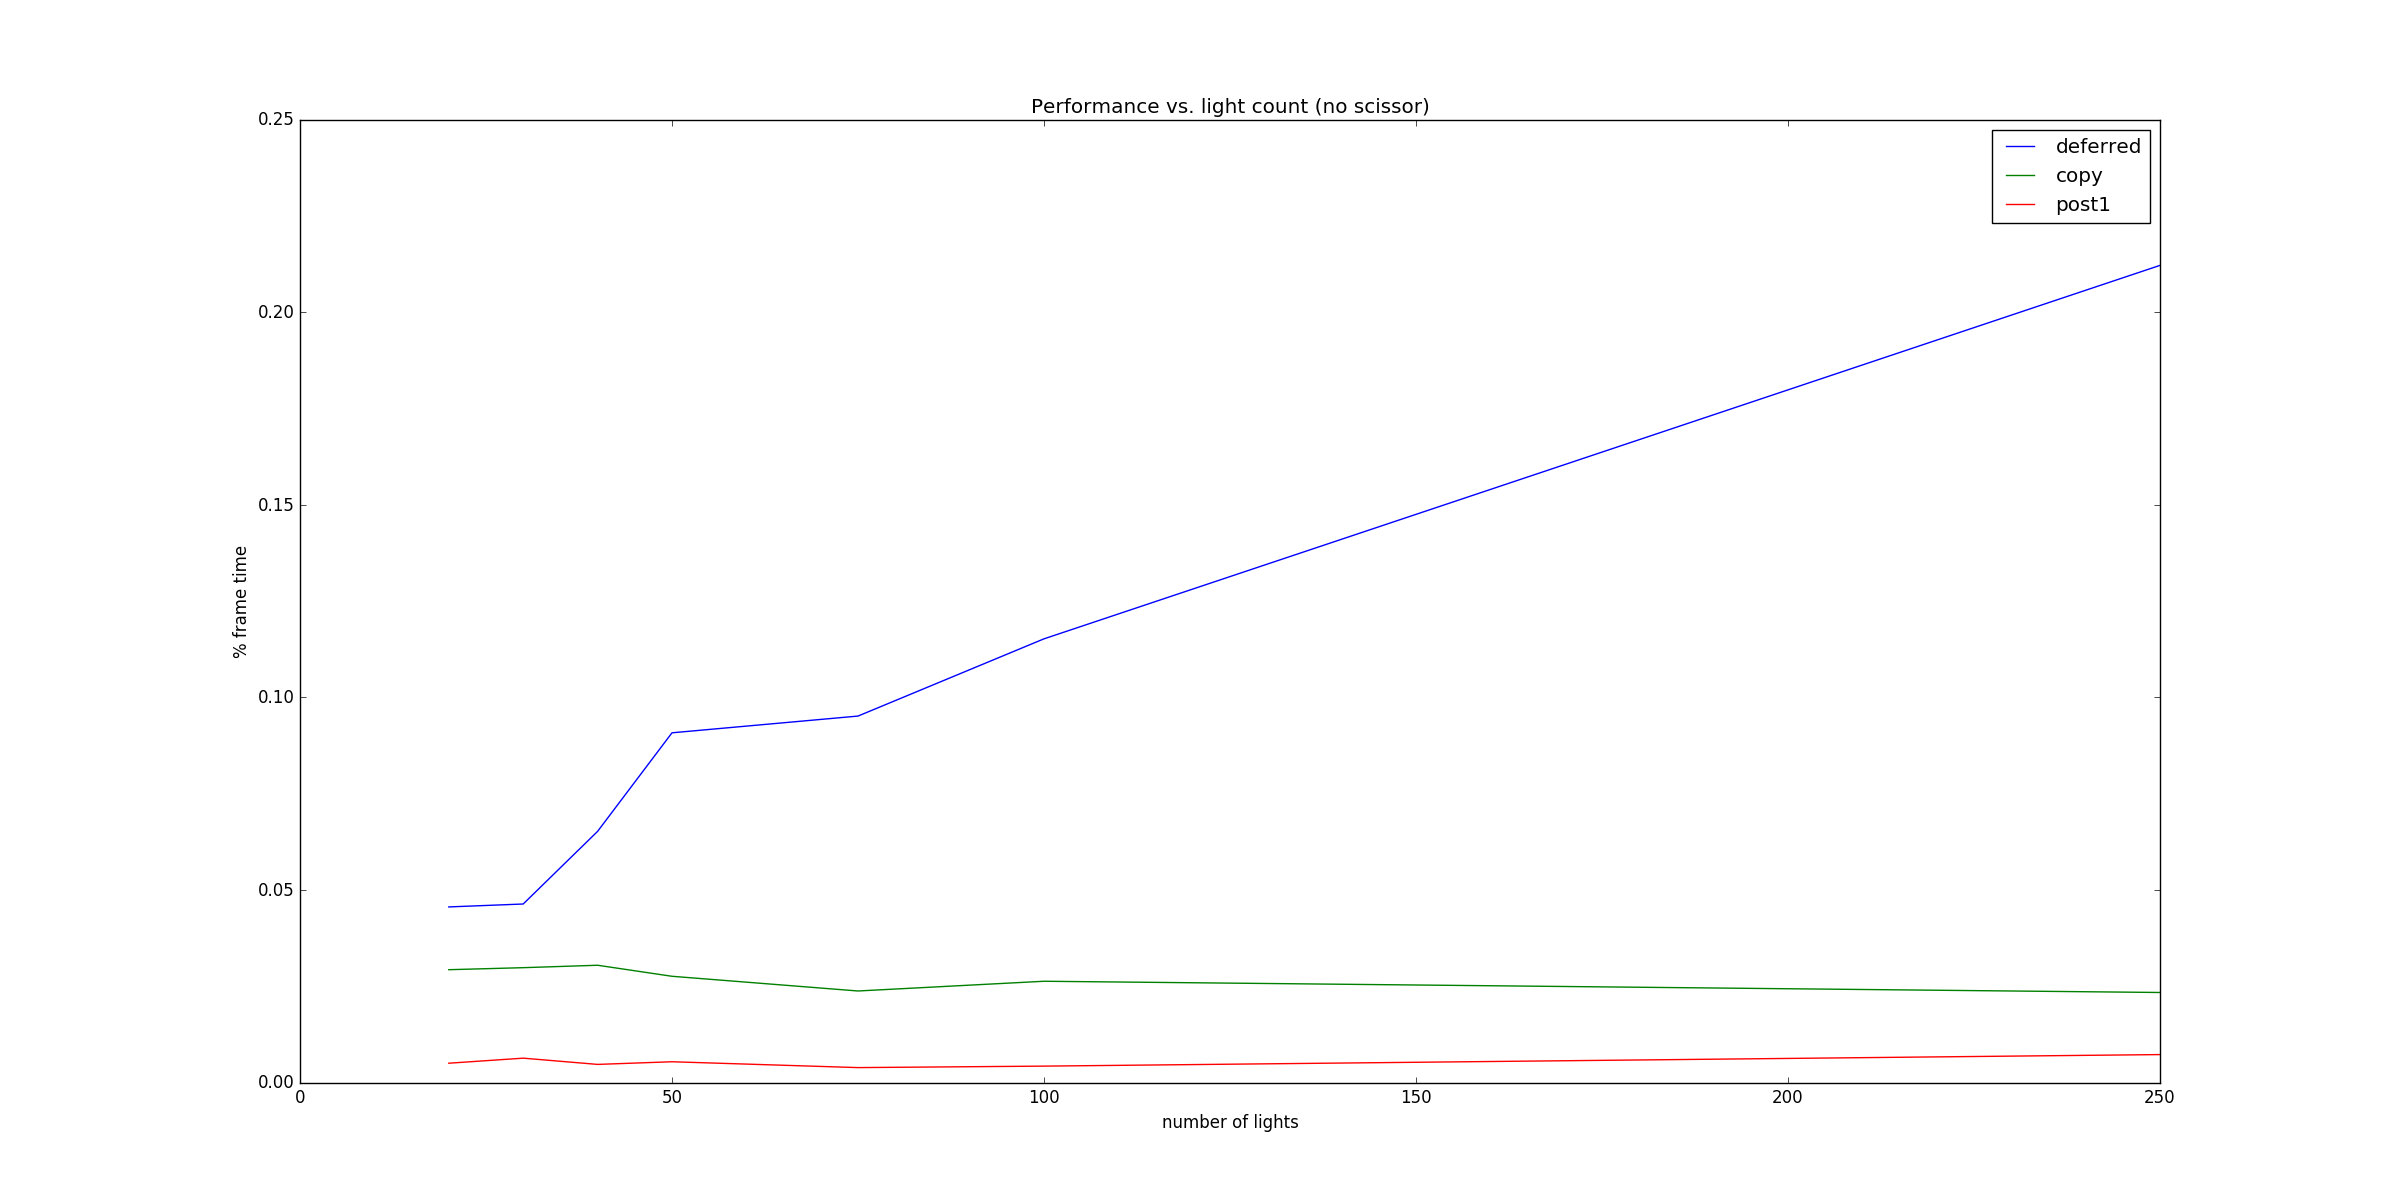 Performance vs. light count (no scissor)
deferred
copy
post1
0.25
0.20
0.15
0.10
0.05
0.00
% frame time
0 50 100 150 200 250
number of lights